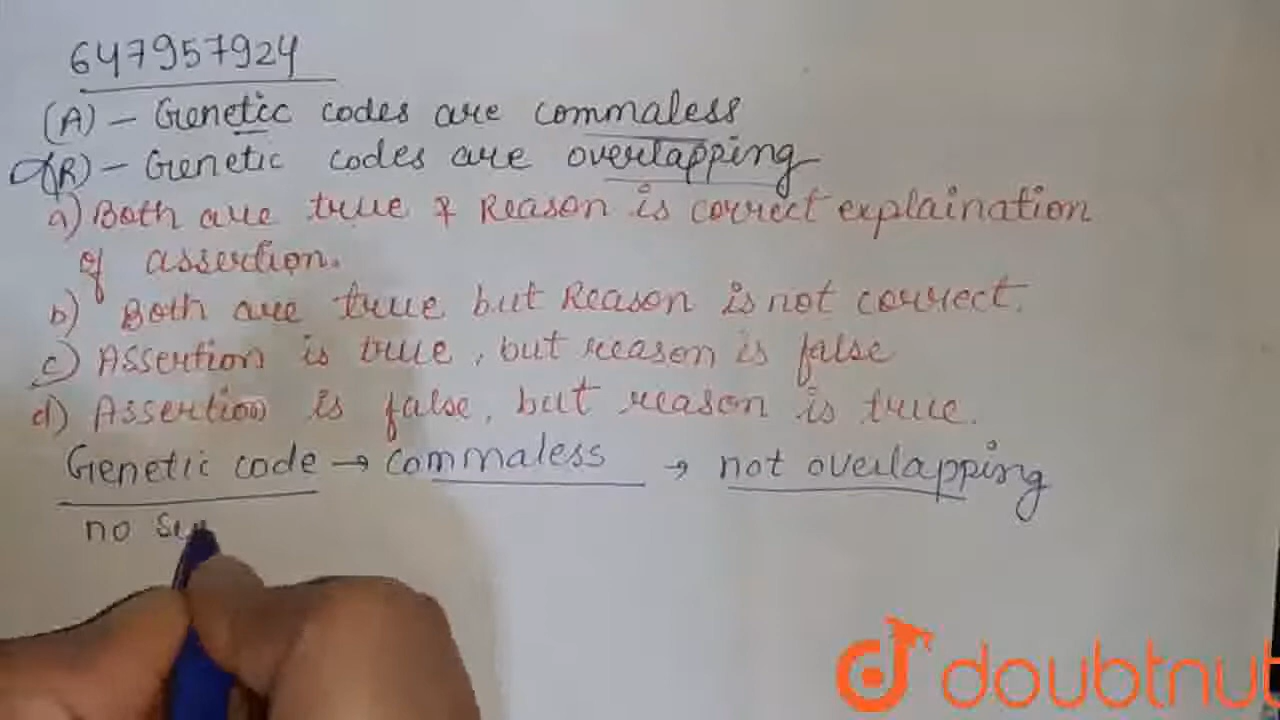 647957924
(A) - Genetic codes are commaless
(R) - Genetic codes are overlapping
a) Both are true & Reason is correct explaination
of assertion.
b) Both are true but Reason is not correct.
c) Assertion is true, but reason is false
d) Assertion is false, but reason is true.
Genetic code → commaless → not overlapping
no
doubtnut